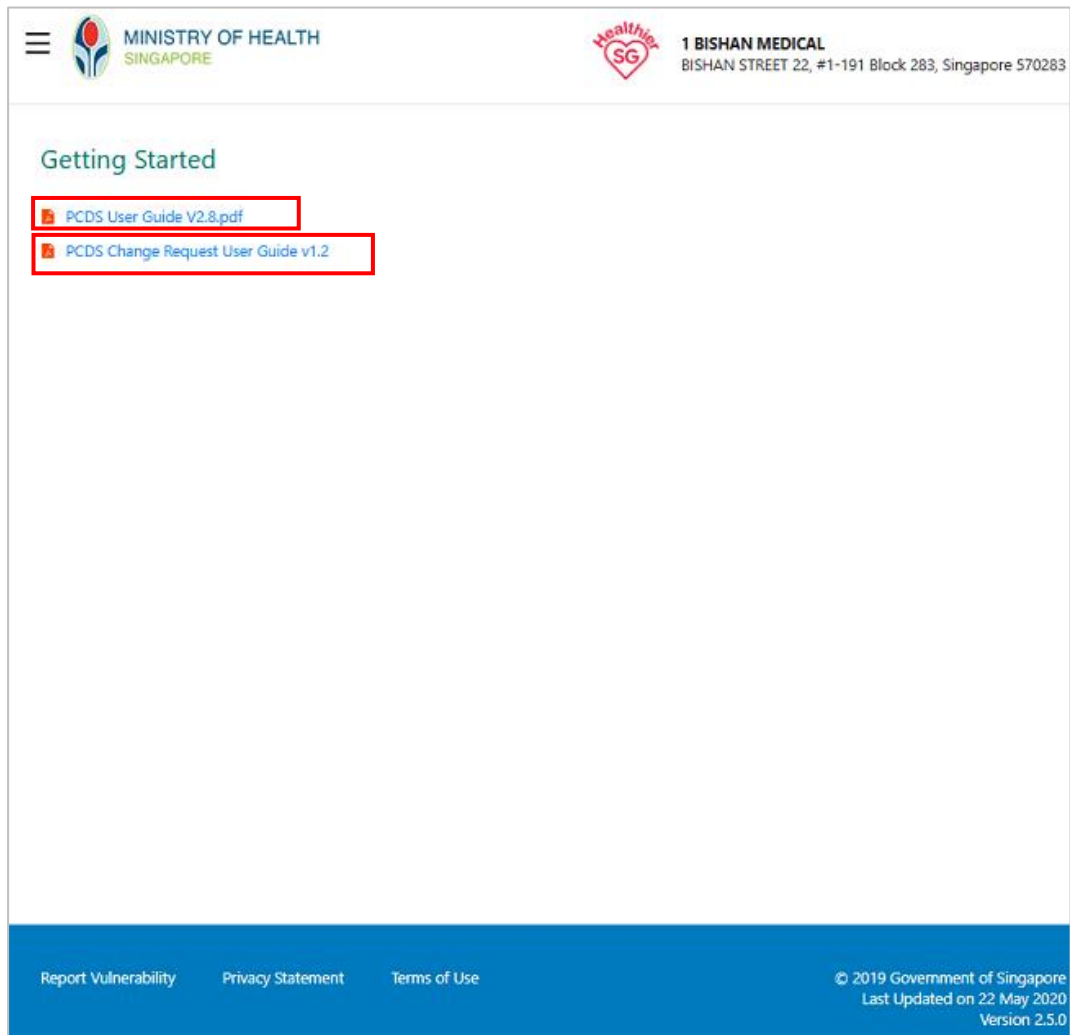 MINISTRY OF HEALTH
SINGAPORE
Healthier
SG
1 BISHAN MEDICAL
BISHAN STREET 22, #1-191 Block 283, Singapore 570283
Getting Started
PCDS User Guide V2.8.pdf
PCDS Change Request User Guide v1.2
Report Vulnerability Privacy Statement Terms of Use
© 2019 Government of Singapore
Last Updated on 22 May 2020
Version 2.5.0